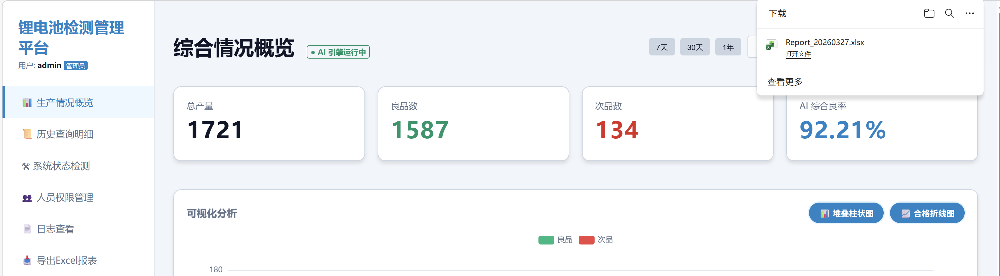 锂电池检测管理
平台
用户: admin 管理员
生产情况概览
历史查询明细
系统状态检测
人员权限管理
日志查看
导出Excel报表
综合情况概览
AI 引擎运行中
7天 30天 1年
下载
Report_20260327.xlsx
打开文件
查看更多
总产量
1721
良品数
1587
次品数
134
AI 综合良率
92.21%
可视化分析
堆叠柱状图 合格折线图
良品 次品
180